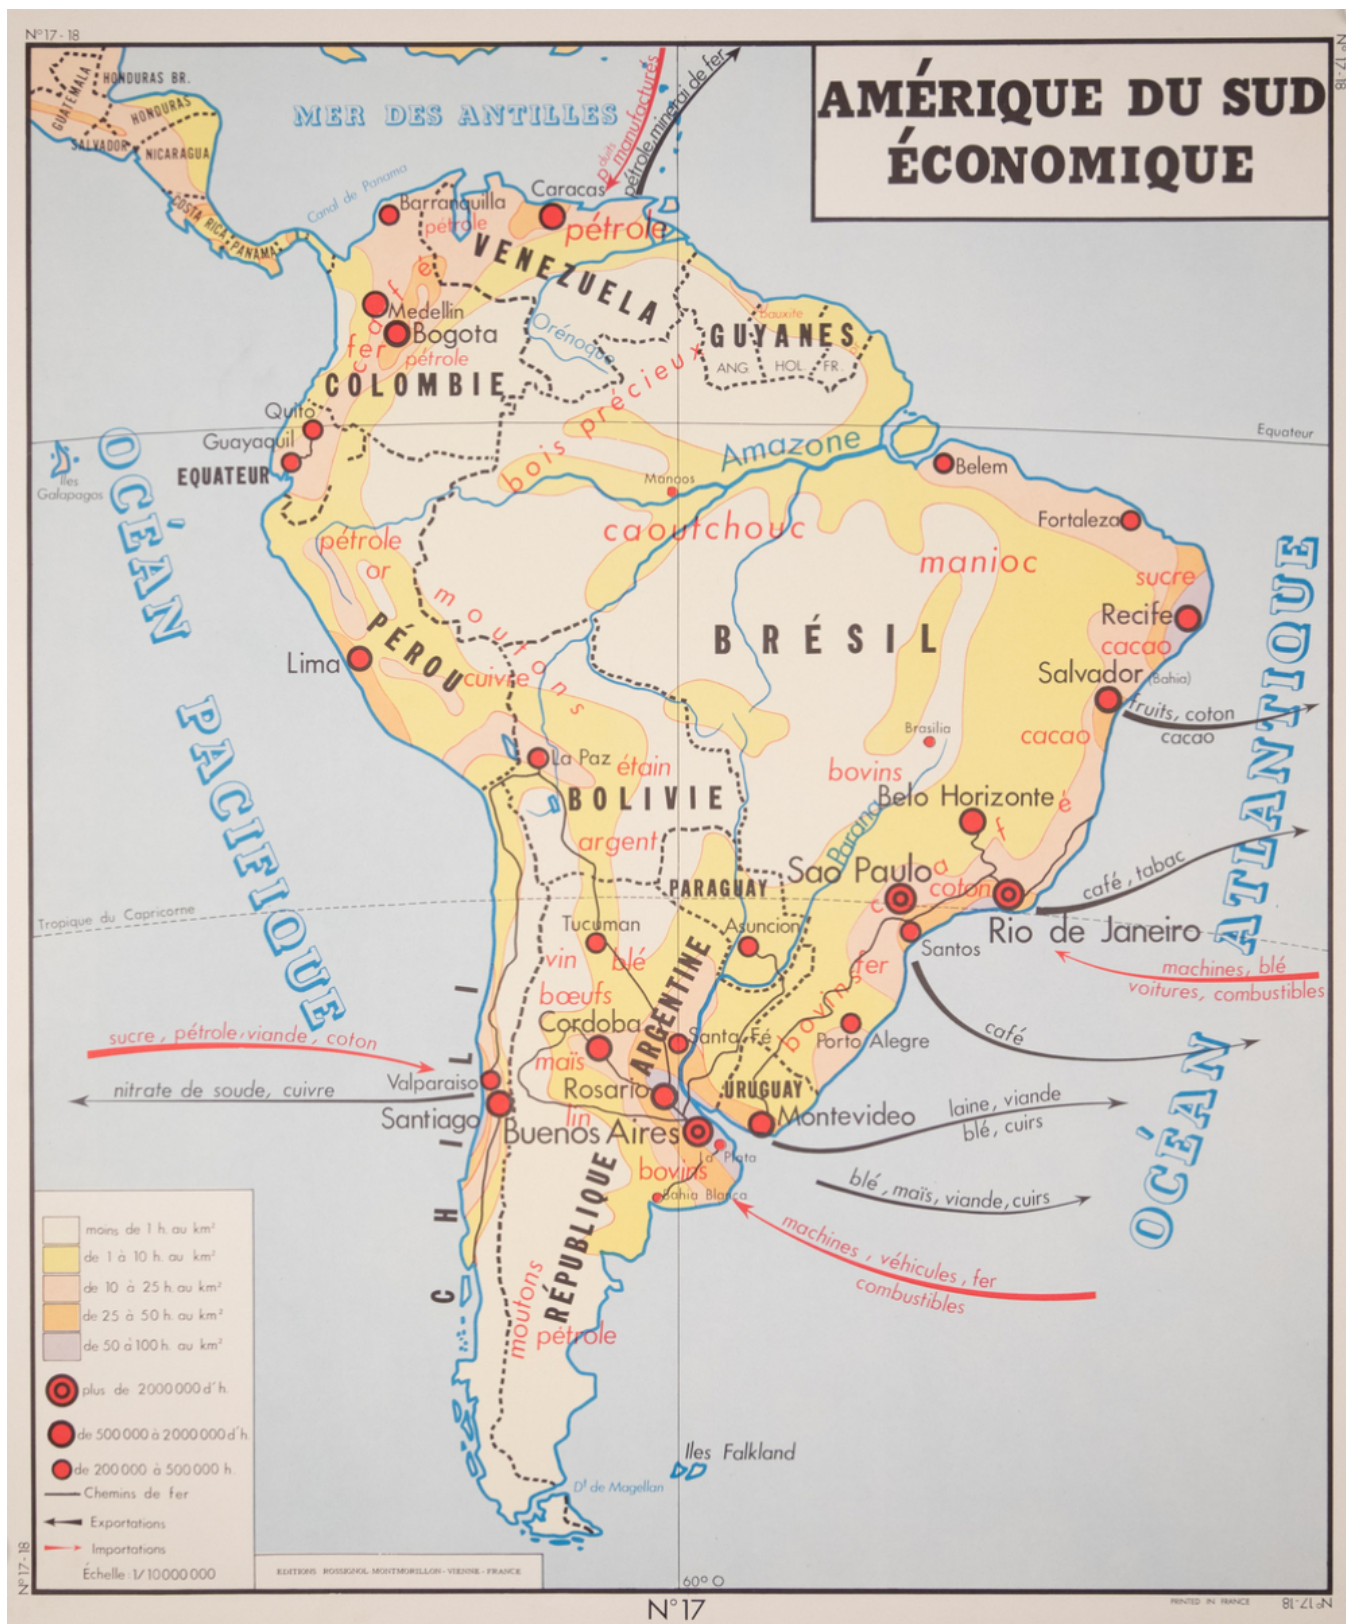 N° 17 - 18
N° 17-18
AMÉRIQUE DU SUD
ÉCONOMIQUE
GUATEMALA
HONDURAS BR.
HONDURAS
SALVADOR
NICARAGUA
COSTA RICA
PANAMA
MER DES ANTILLES
Canal de Panama
pduits manufacturés
pétrole, minerai de fer
Barranquilla
Caracas
pétrole
pétrole
VENEZUELA
café
Medellin
Bogota
fer
pétrole
COLOMBIE
Orénoque
Bauxite
GUYANES
ANG.
HOL.
FR.
bois précieux
Quito
Guayaquil
EQUATEUR
Equateur
Iles
Galapagos
Amazone
Manaos
Belem
Fortaleza
caoutchouc
manioc
sucre
Recife
cacao
OCÉAN PACIFIQUE
pétrole
or
moutons
PÉROU
Lima
cuivre
BRÉSIL
Salvador (Bahia)
fruits, coton
cacao
cacao
Brasilia
bovins
La Paz
étain
BOLIVIE
argent
Belo Horizonte
Parana
café
Sao Paulo
coton
café, tabac
PARAGUAY
Tropique du Capricorne
Tucuman
Asuncion
Rio de Janeiro
Santos
OCÉAN ATLANTIQUE
vin
blé
fer
machines, blé
voitures, combustibles
bœufs
Cordoba
RÉPUBLIQUE ARGENTINE
Santa-Fé
bovins
Porto Alegre
café
sucre, pétrole, viande, coton
maïs
Valparaiso
nitrate de soude, cuivre
Santiago
CHILI
Rosario
URUGUAY
lin
Buenos Aires
Montevideo
laine, viande
blé, cuirs
La Plata
bovins
Bahia Blanca
blé, maïs, viande, cuirs
machines, véhicules, fer
combustibles
moutons
pétrole
Iles Falkland
Dt de Magellan
moins de 1 h. au km²
de 1 à 10 h. au km²
de 10 à 25 h. au km²
de 25 à 50 h. au km²
de 50 à 100 h. au km²
plus de 2000000 d'h.
de 500000 à 2000000 d'h.
de 200000 à 500000 h.
Chemins de fer
Exportations
Importations
Échelle: 1/10000000
EDITIONS ROSSIGNOL MONTMORILLON - VIENNE - FRANCE
60° O
N° 17-18
N° 17
PRINTED IN FRANCE
N° 17-18